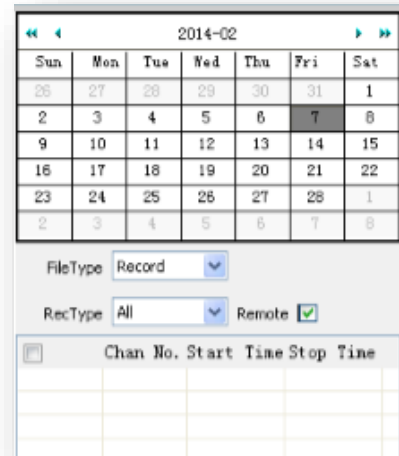 2014-02
Sun Mon Tue Wed Thu Fri Sat
26 27 28 29 30 31 1
2 3 4 5 6 7 8
9 10 11 12 13 14 15
16 17 18 19 20 21 22
23 24 25 26 27 28 1
2 3 4 5 6 7 8
FileType Record
RecType All Remote
Chan No. Start Time Stop Time